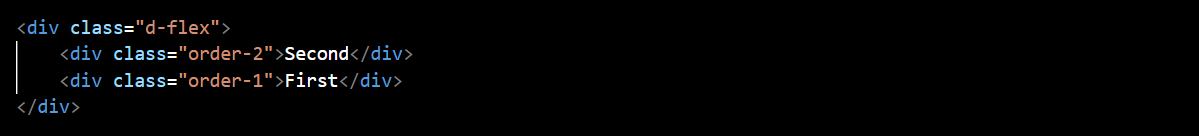 <div class="d-flex">
    <div class="order-2">Second</div>
    <div class="order-1">First</div>
</div>